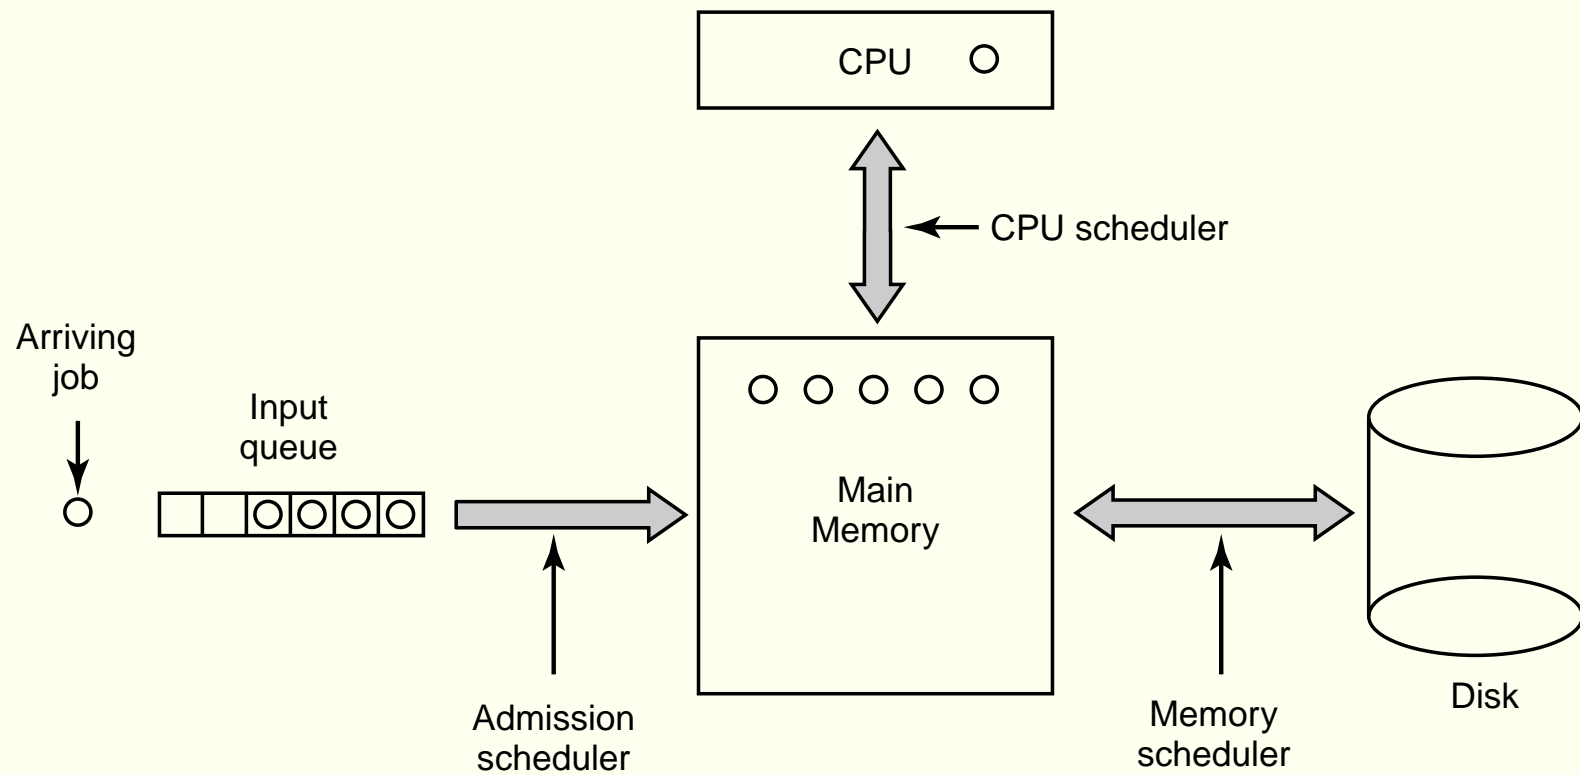 CPU
CPU scheduler
Arriving
job
Input
queue
Main
Memory
Admission
scheduler
Memory
scheduler
Disk